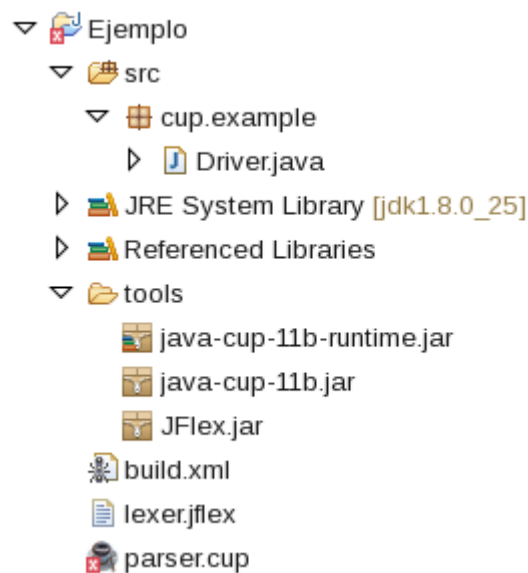 Ejemplo
src
cup.example
Driver.java
JRE System Library [jdk1.8.0_25]
Referenced Libraries
tools
java-cup-11b-runtime.jar
java-cup-11b.jar
JFlex.jar
build.xml
lexer.jflex
parser.cup